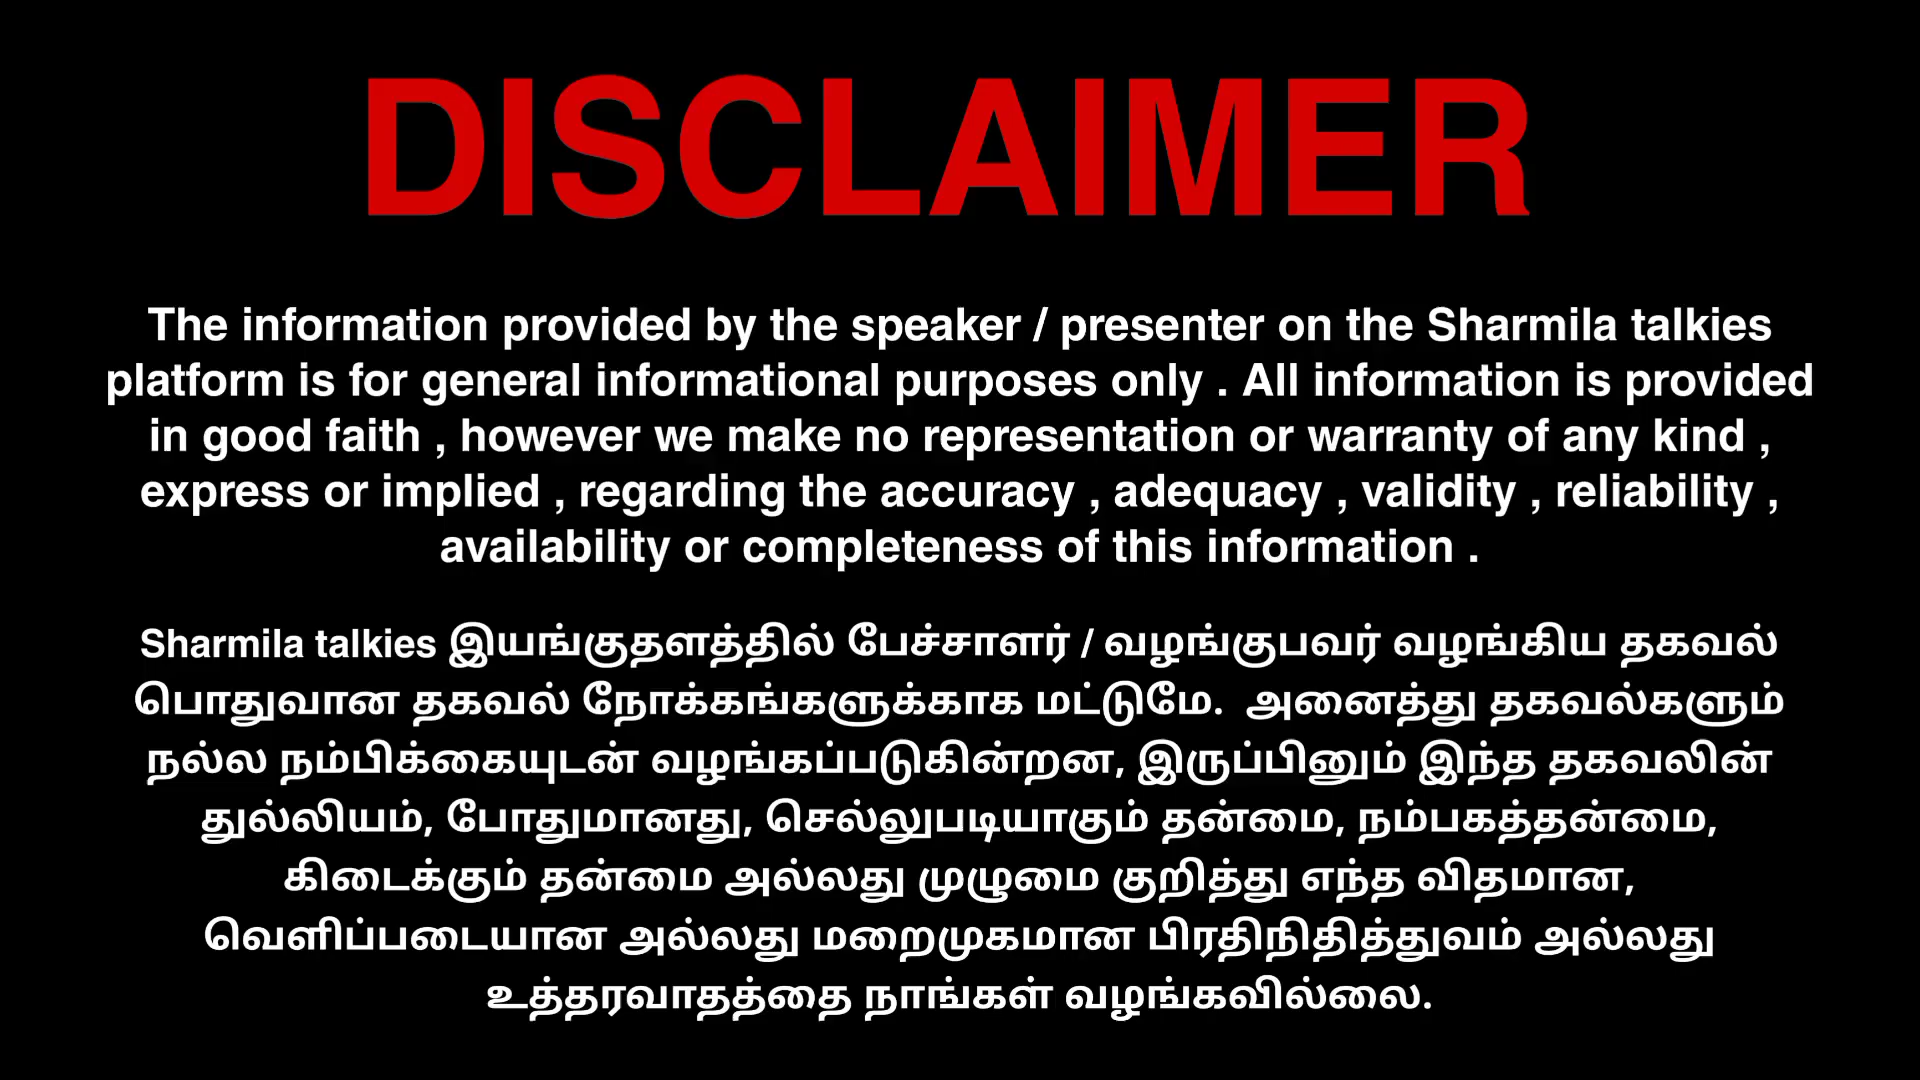 DISCLAIMER
The information provided by the speaker / presenter on the Sharmila talkies
platform is for general informational purposes only . All information is provided
in good faith , however we make no representation or warranty of any kind ,
express or implied , regarding the accuracy , adequacy , validity , reliability ,
availability or completeness of this information .
Sharmila talkies இயங்குதளத்தில் பேச்சாளர் / வழங்குபவர் வழங்கிய தகவல்
பொதுவான தகவல் நோக்கங்களுக்காக மட்டுமே.  அனைத்து தகவல்களும்
நல்ல நம்பிக்கையுடன் வழங்கப்படுகின்றன, இருப்பினும் இந்த தகவலின்
துல்லியம், போதுமானது, செல்லுபடியாகும் தன்மை, நம்பகத்தன்மை,
கிடைக்கும் தன்மை அல்லது முழுமை குறித்து எந்த விதமான,
வெளிப்படையான அல்லது மறைமுகமான பிரதிநிதித்துவம் அல்லது
உத்தரவாதத்தை நாங்கள் வழங்கவில்லை.